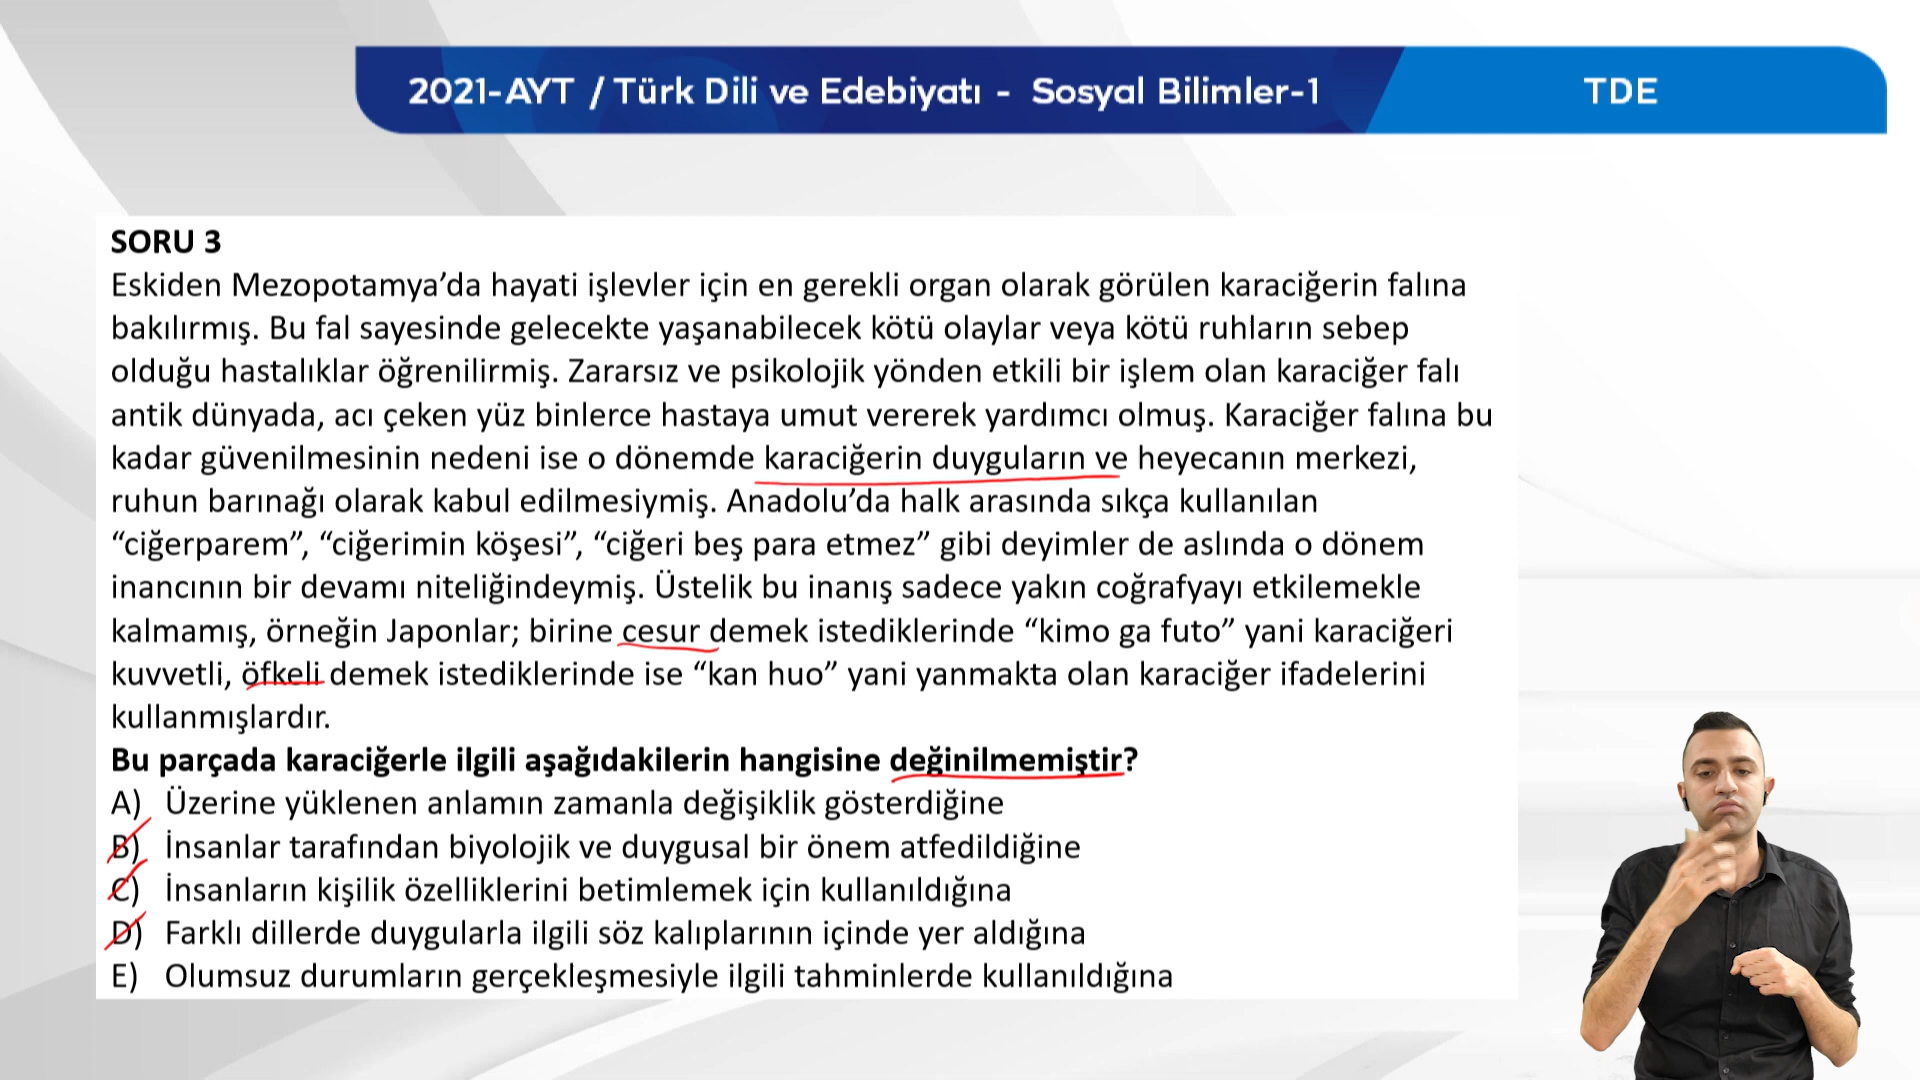 2021-AYT / Türk Dili ve Edebiyatı - Sosyal Bilimler-1
TDE
SORU 3
Eskiden Mezopotamya’da hayati işlevler için en gerekli organ olarak görülen karaciğerin falına
bakılırmış. Bu fal sayesinde gelecekte yaşanabilecek kötü olaylar veya kötü ruhların sebep
olduğu hastalıklar öğrenilirmiş. Zararsız ve psikolojik yönden etkili bir işlem olan karaciğer falı
antik dünyada, acı çeken yüz binlerce hastaya umut vererek yardımcı olmuş. Karaciğer falına bu
kadar güvenilmesinin nedeni ise o dönemde karaciğerin duyguların ve heyecanın merkezi,
ruhun barınağı olarak kabul edilmesiymiş. Anadolu’da halk arasında sıkça kullanılan
“ciğerparem”, “ciğerimin köşesi”, “ciğeri beş para etmez” gibi deyimler de aslında o dönem
inancının bir devamı niteliğindeymiş. Üstelik bu inanış sadece yakın coğrafyayı etkilemekle
kalmamış, örneğin Japonlar; birine cesur demek istediklerinde “kimo ga futo” yani karaciğeri
kuvvetli, öfkeli demek istediklerinde ise “kan huo” yani yanmakta olan karaciğer ifadelerini
kullanmışlardır.
Bu parçada karaciğerle ilgili aşağıdakilerin hangisine değinilmemiştir?
A) Üzerine yüklenen anlamın zamanla değişiklik gösterdiğine
B) İnsanlar tarafından biyolojik ve duygusal bir önem atfedildiğine
C) İnsanların kişilik özelliklerini betimlemek için kullanıldığına
D) Farklı dillerde duygularla ilgili söz kalıplarının içinde yer aldığına
E) Olumsuz durumların gerçekleşmesiyle ilgili tahminlerde kullanıldığına